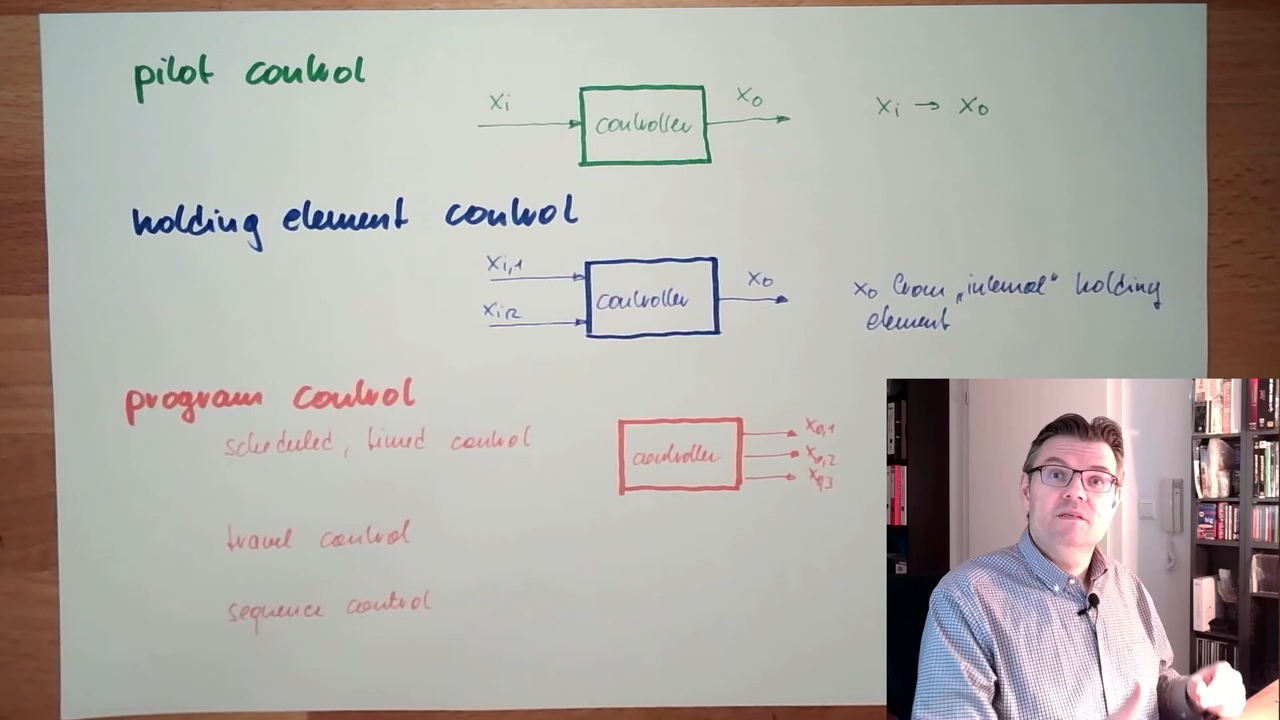 pilot control
xi
controller
xo
xi → xo
holding element control
xi,1
xi,2
controller
xo
xo from „internal" holding
element
program control
scheduled, timed control
controller
xo,1
xo,2
xo,3
travel control
sequence control